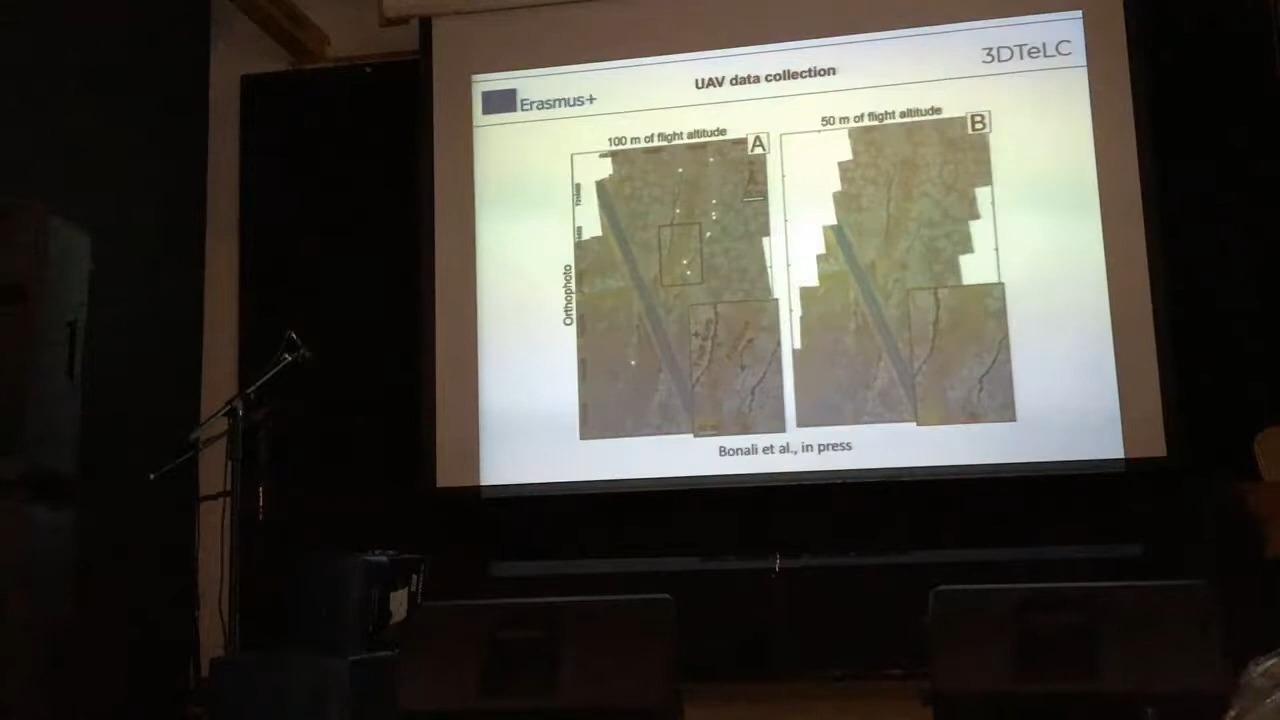 3DTeLC
UAV data collection
Erasmus+
100 m of flight altitude
A
50 m of flight altitude
B
Orthophoto
Bonali et al., in press